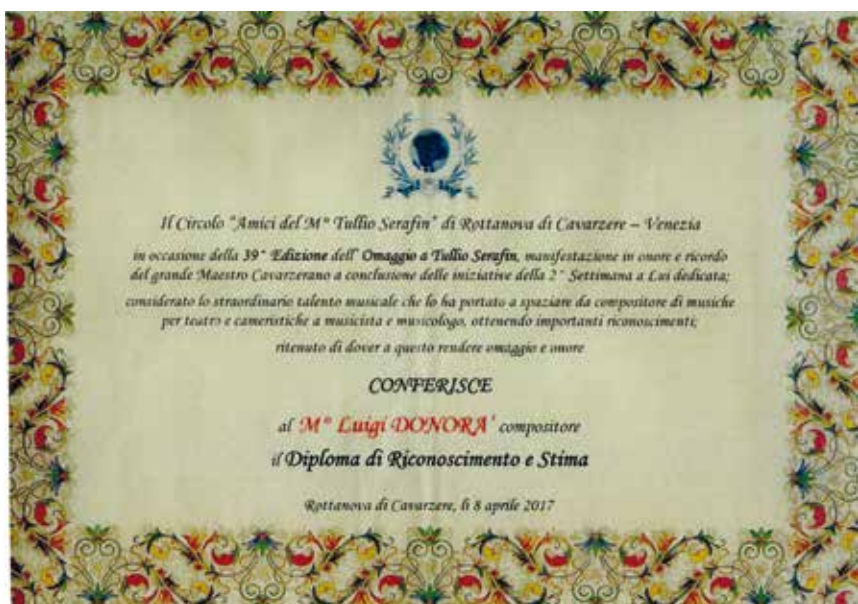 Il Circolo "Amici del M° Tullio Serafin" di Rottanova di Cavarzere – Venezia
in occasione della 39^ Edizione dell' Omaggio a Tullio Serafin, manifestazione in onore e ricordo
del grande Maestro Cavarzerano a conclusione delle iniziative della 2^ Settimana a Lui dedicata;
considerato lo straordinario talento musicale che lo ha portato a spaziare da compositore di musiche
per teatro e cameristiche a musicista e musicologo, ottenendo importanti riconoscimenti;
ritenuto di dover a questo rendere omaggio e onore
CONFERISCE
al M° Luigi DONORA' compositore
il Diploma di Riconoscimento e Stima
Rottanova di Cavarzere, lì 8 aprile 2017